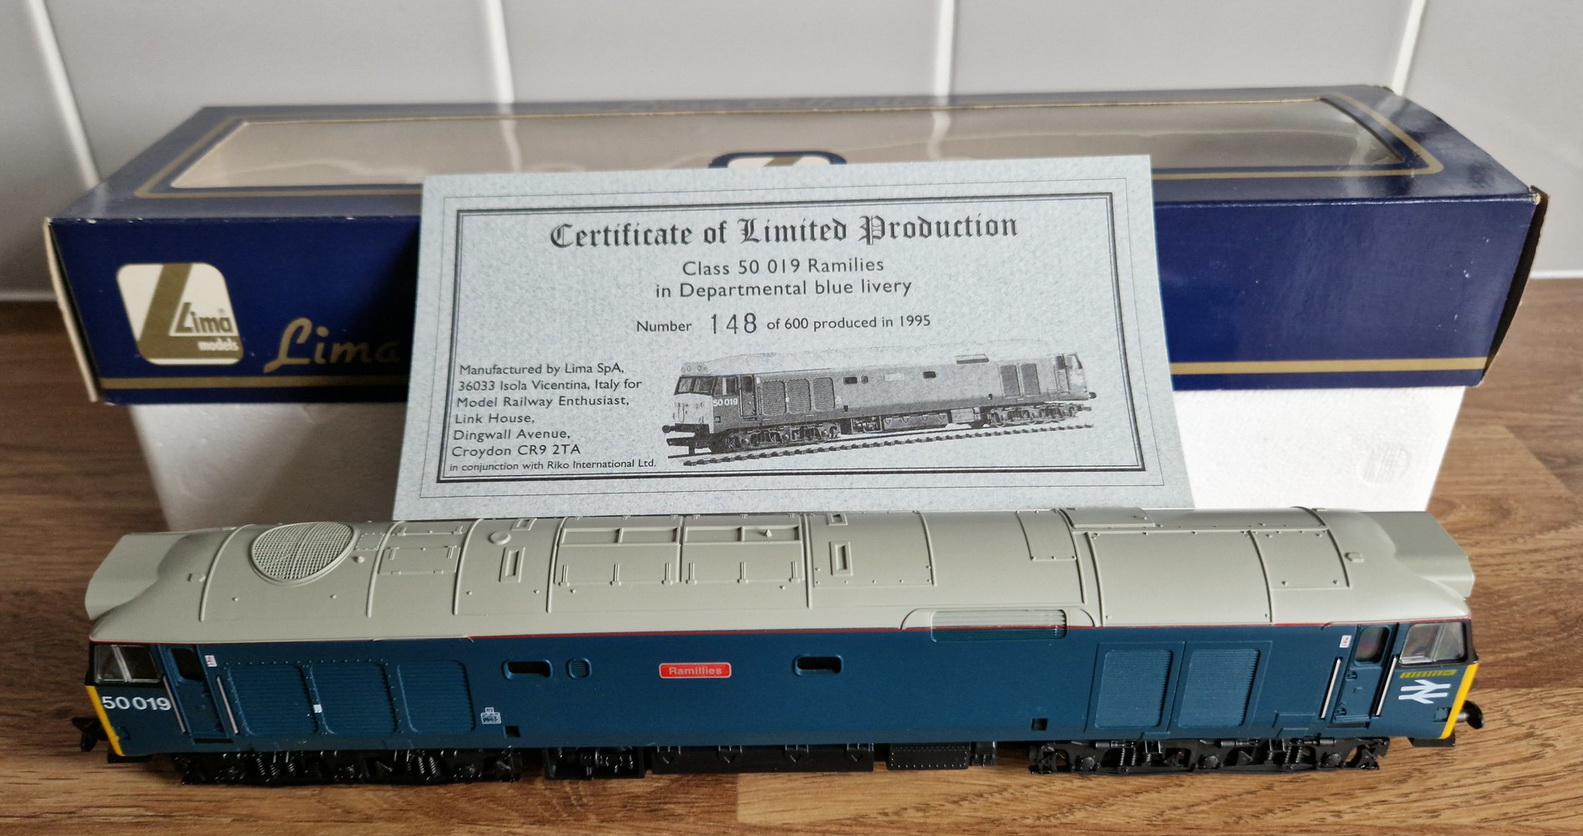 Lima
models
Lima
Certificate of Limited Production
Class 50 019 Ramilies
in Departmental blue livery
Number 148 of 600 produced in 1995
Manufactured by Lima SpA,
36033 Isola Vicentina, Italy for
Model Railway Enthusiast,
Link House,
Dingwall Avenue,
Croydon CR9 2TA
in conjunction with Riko International Ltd.
50 019
Ramillies
50 019